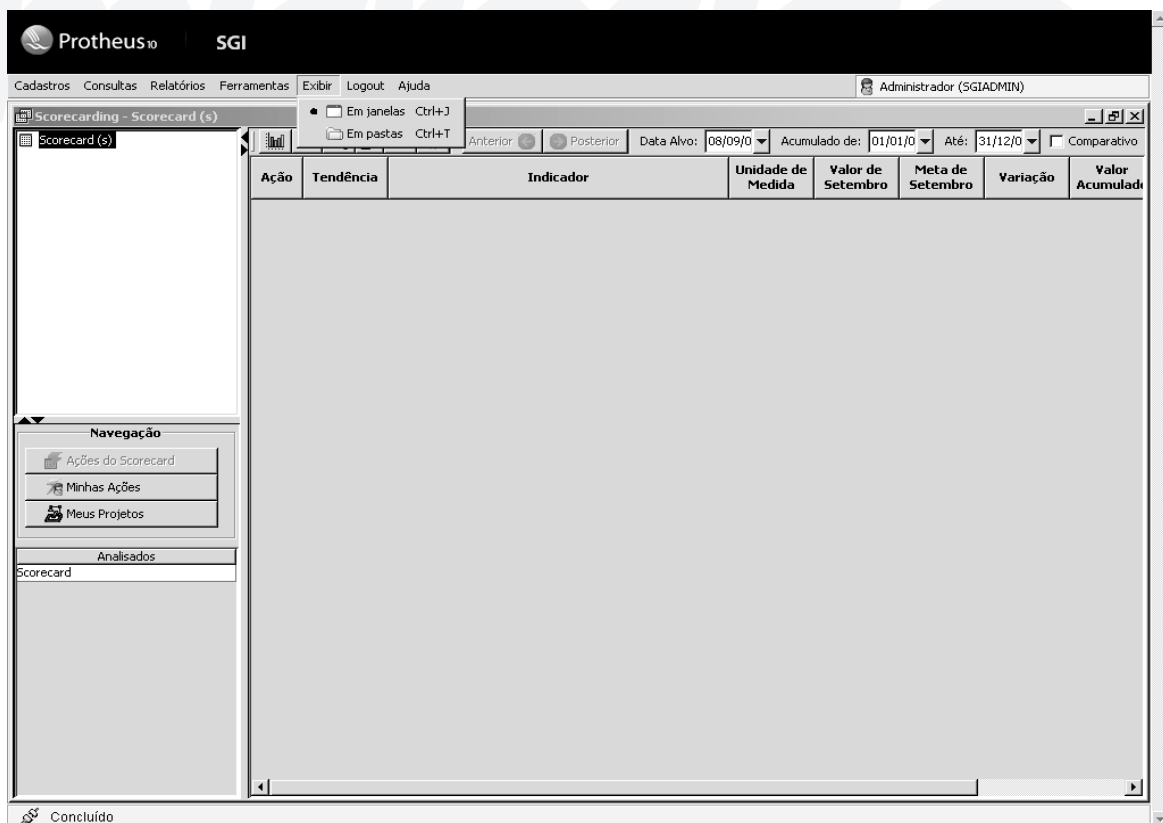 Protheus10 SGI
Cadastros Consultas Relatórios Ferramentas Exibir Logout Ajuda Administrador (SGIADMIN)
Em janelas Ctrl+J
Em pastas Ctrl+T
Scorecarding - Scorecard (s)
Scorecard (s)
Anterior Posterior Data Alvo: 08/09/0 Acumulado de: 01/01/0 Até: 31/12/0 Comparativo
Ação Tendência Indicador Unidade de Medida Valor de Setembro Meta de Setembro Variação Valor Acumulado
Navegação
Ações do Scorecard
Minhas Ações
Meus Projetos
Analisados
Scorecard
Concluído